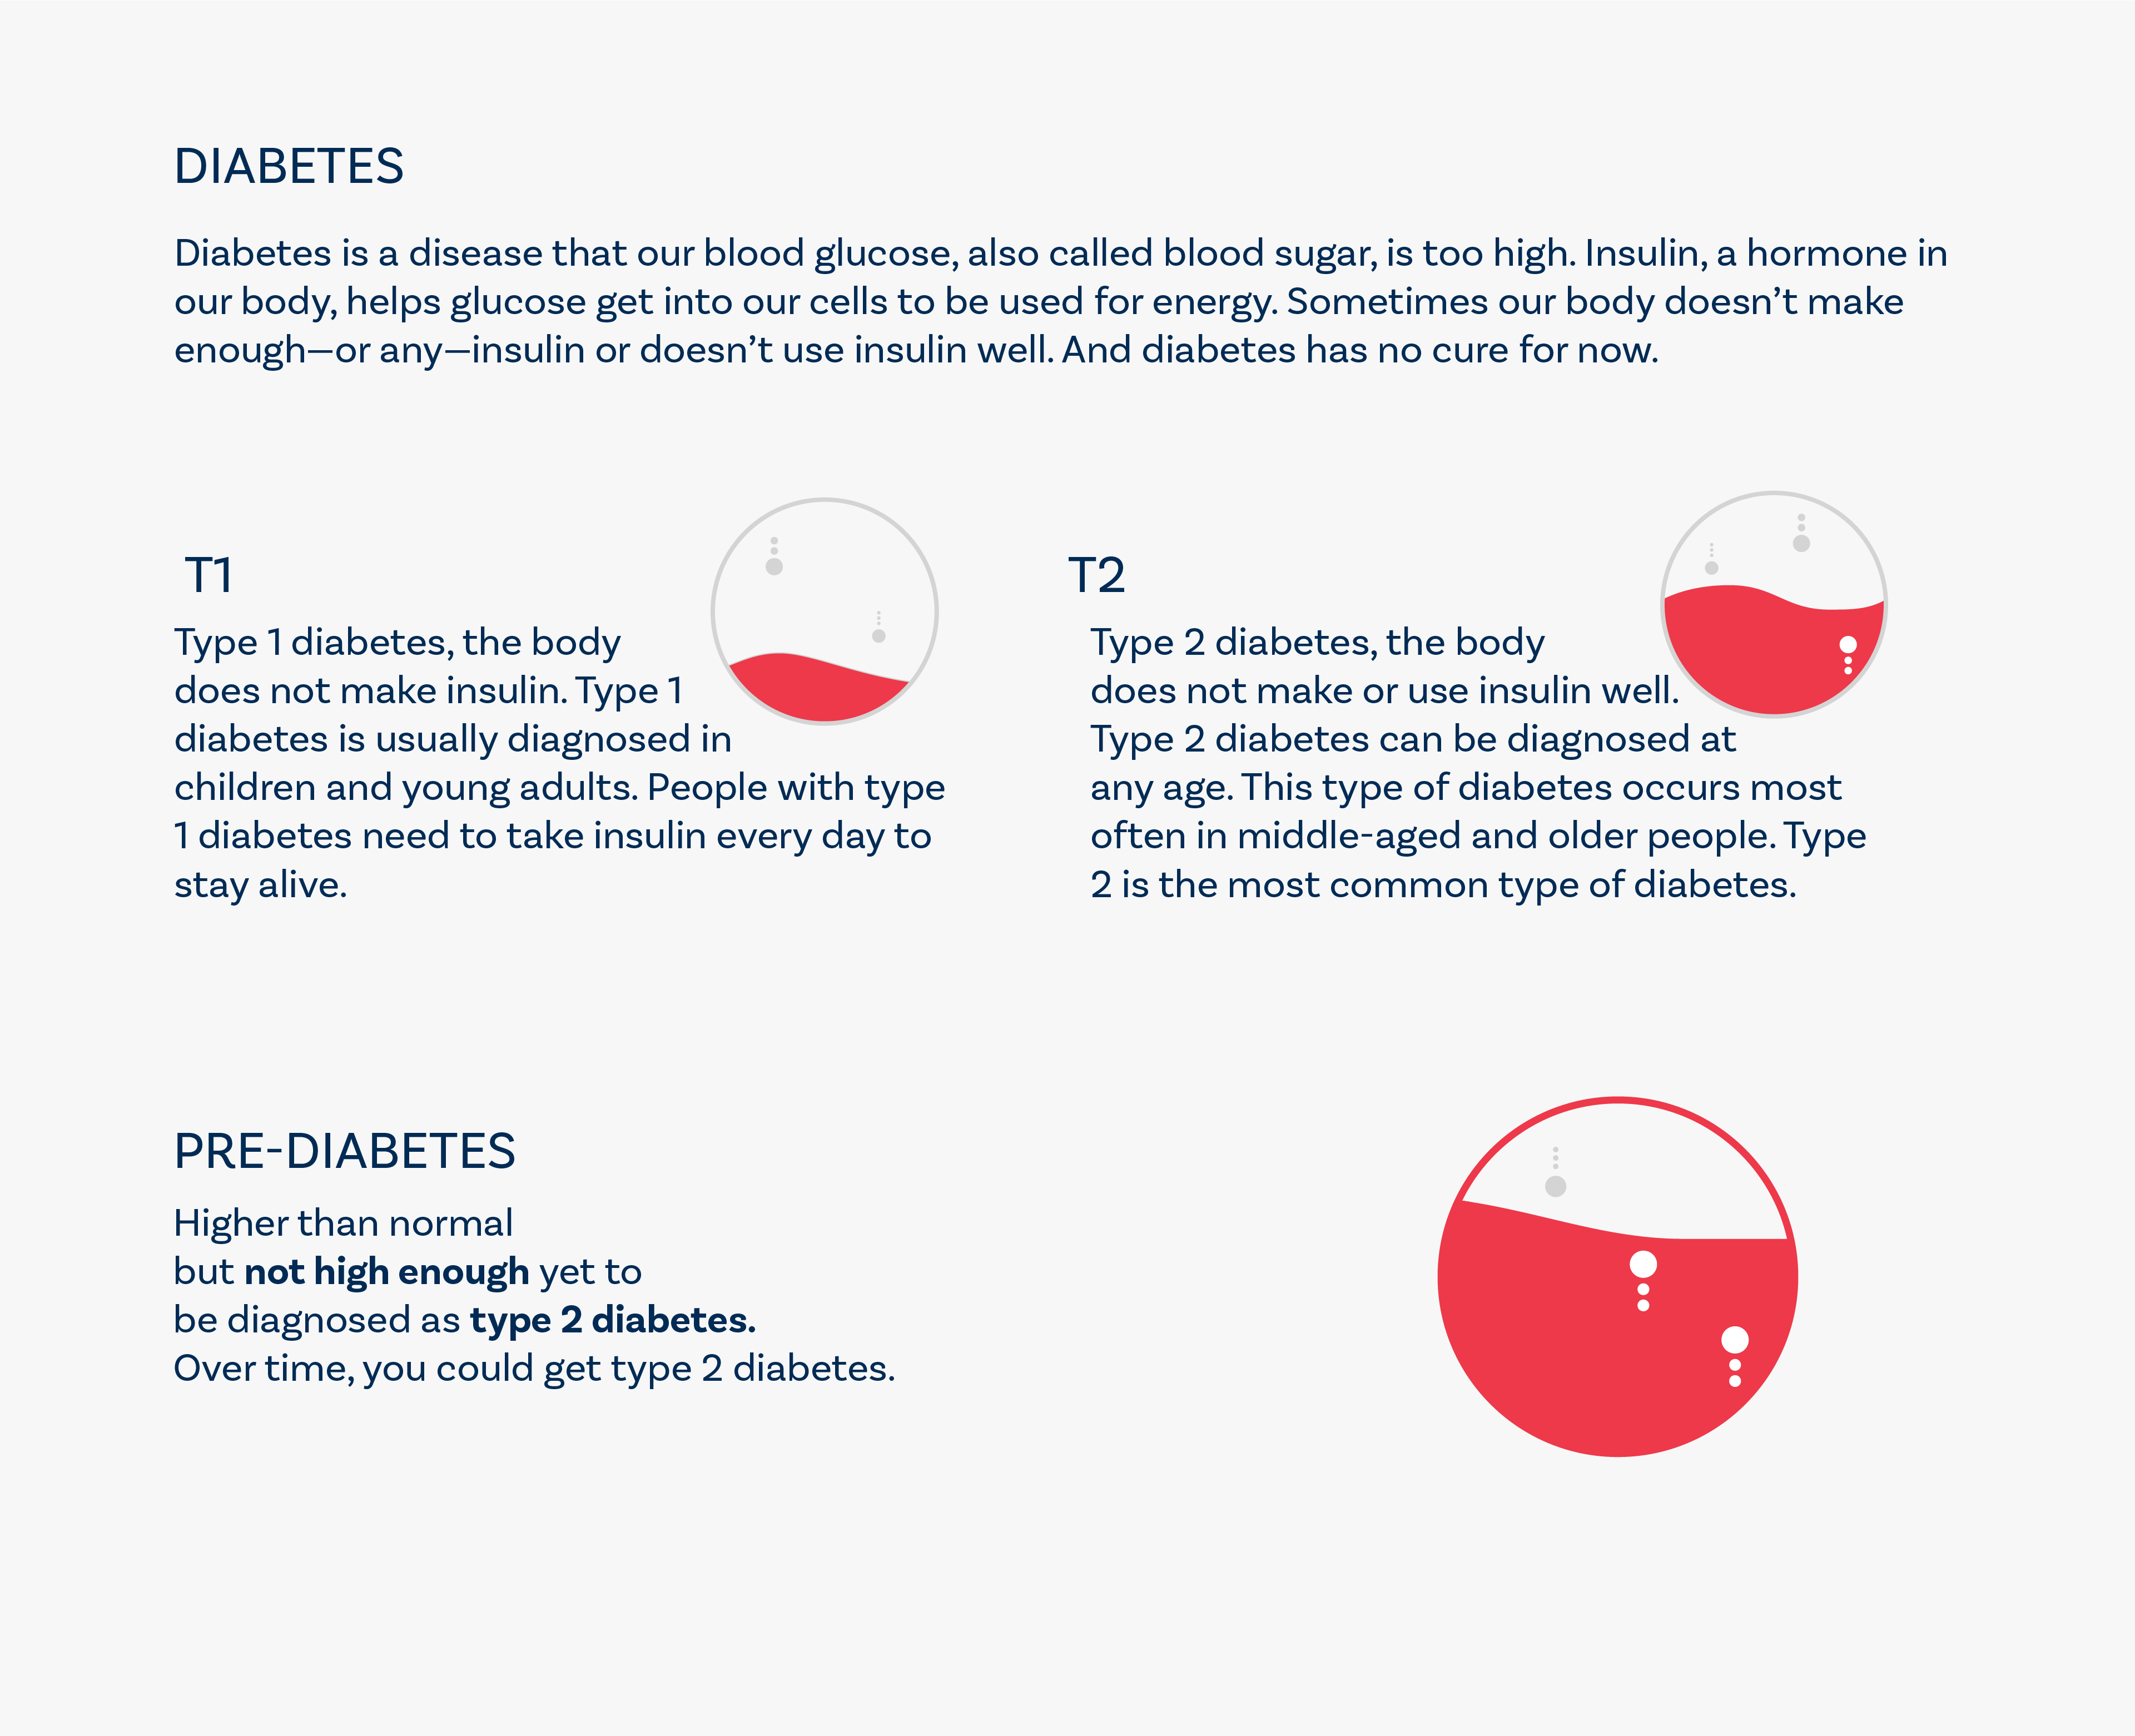 DIABETES
Diabetes is a disease that our blood glucose, also called blood sugar, is too high. Insulin, a hormone in
our body, helps glucose get into our cells to be used for energy. Sometimes our body doesn’t make
enough—or any—insulin or doesn’t use insulin well. And diabetes has no cure for now.
T1
Type 1 diabetes, the body
does not make insulin. Type 1
diabetes is usually diagnosed in
children and young adults. People with type
1 diabetes need to take insulin every day to
stay alive.
T2
Type 2 diabetes, the body
does not make or use insulin well.
Type 2 diabetes can be diagnosed at
any age. This type of diabetes occurs most
often in middle-aged and older people. Type
2 is the most common type of diabetes.
PRE-DIABETES
Higher than normal
but not high enough yet to
be diagnosed as type 2 diabetes.
Over time, you could get type 2 diabetes.